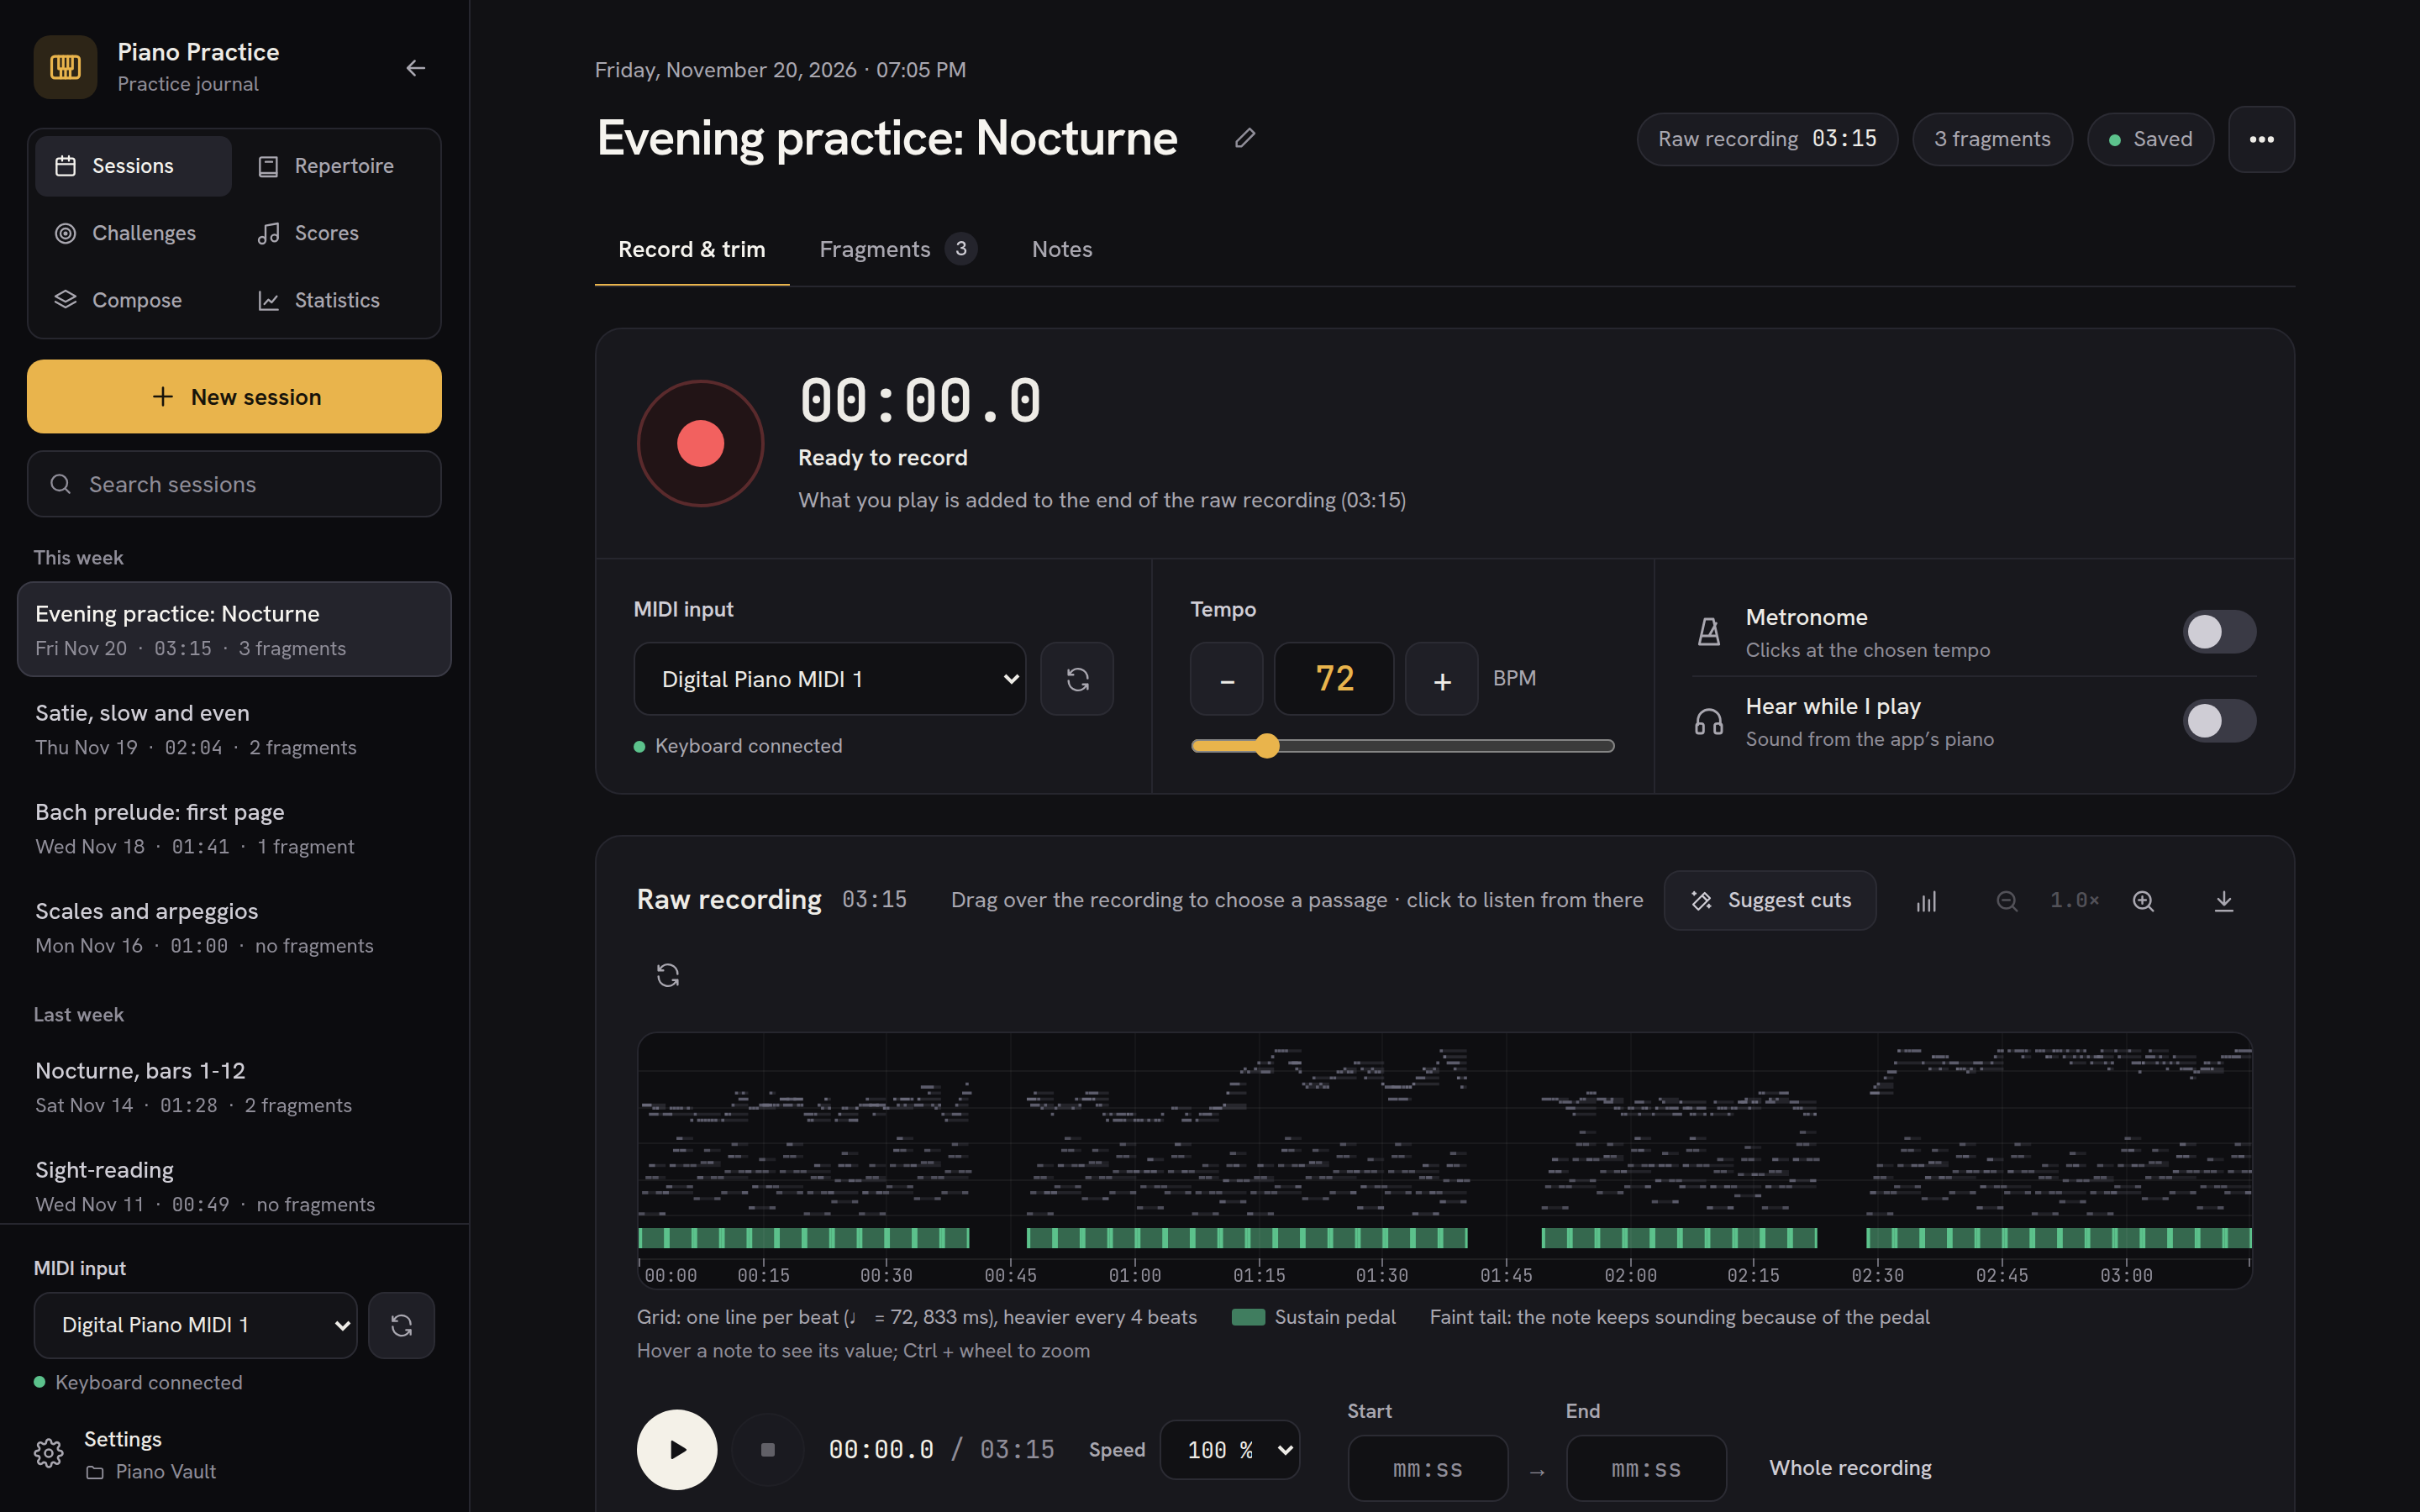 Piano Practice
Practice journal
Sessions
Repertoire
Challenges
Scores
Compose
Statistics
New session
Search sessions
This week
Evening practice: Nocturne
Fri Nov 20 · 03:15 · 3 fragments
Satie, slow and even
Thu Nov 19 · 02:04 · 2 fragments
Bach prelude: first page
Wed Nov 18 · 01:41 · 1 fragment
Scales and arpeggios
Mon Nov 16 · 01:00 · no fragments
Last week
Nocturne, bars 1-12
Sat Nov 14 · 01:28 · 2 fragments
Sight-reading
Wed Nov 11 · 00:49 · no fragments
MIDI input
Digital Piano MIDI 1
Keyboard connected
Settings
Piano Vault
Friday, November 20, 2026 · 07:05 PM
Evening practice: Nocturne
Raw recording 03:15
3 fragments
Saved
Record & trim
Fragments 3
Notes
00:00.0
Ready to record
What you play is added to the end of the raw recording (03:15)
MIDI input
Digital Piano MIDI 1
Keyboard connected
Tempo
- 72 + BPM
Metronome
Clicks at the chosen tempo
Hear while I play
Sound from the app’s piano
Raw recording 03:15
Drag over the recording to choose a passage · click to listen from there
Suggest cuts
1.0×
00:00 00:15 00:30 00:45 01:00 01:15 01:30 01:45 02:00 02:15 02:30 02:45 03:00
Grid: one line per beat (♩ = 72, 833 ms), heavier every 4 beats
Sustain pedal
Faint tail: the note keeps sounding because of the pedal
Hover a note to see its value; Ctrl + wheel to zoom
00:00.0 / 03:15
Speed 100 %
Start
mm:ss
→
End
mm:ss
Whole recording